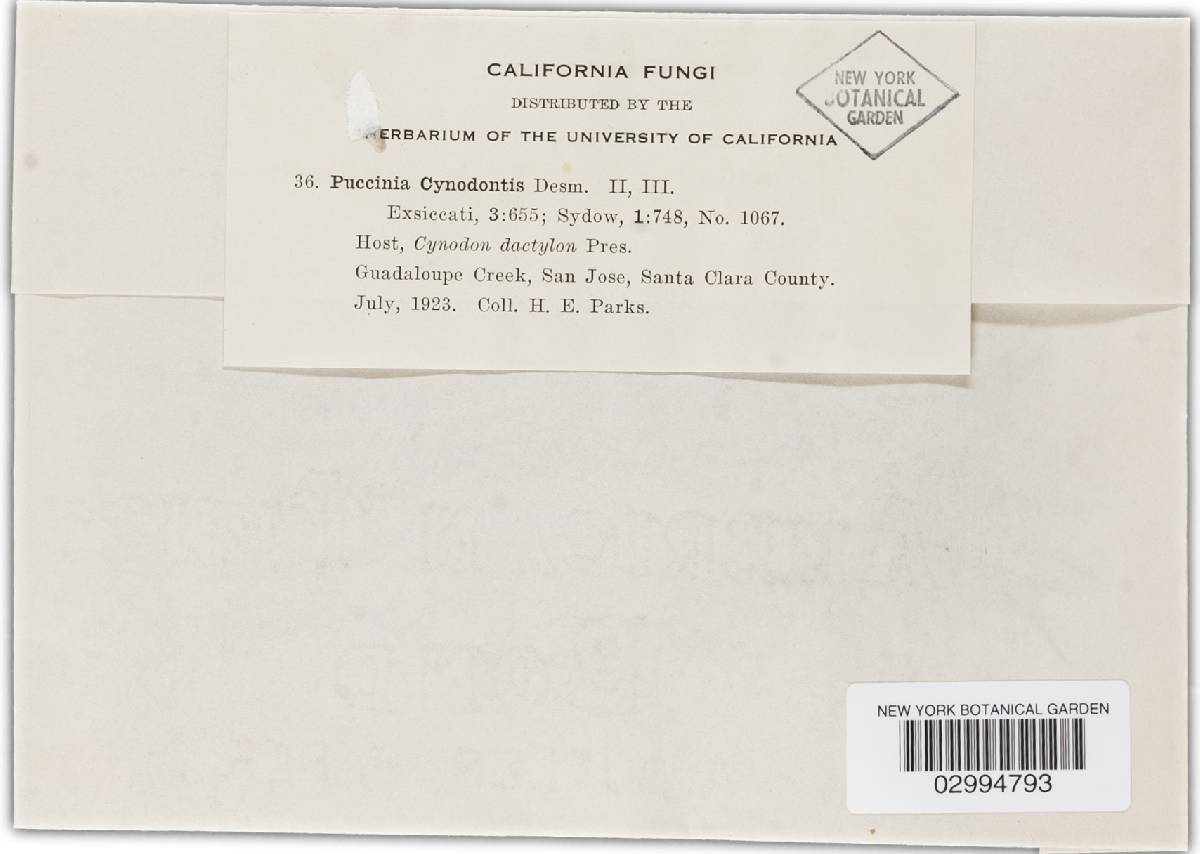 CALIFORNIA FUNGI
DISTRIBUTED BY THE
HERBARIUM OF THE UNIVERSITY OF CALIFORNIA
NEW YORK
BOTANICAL
GARDEN
36. Puccinia Cynodontis Desm. II, III.
Exsiccati, 3:655; Sydow, 1:748, No. 1067.
Host, Cynodon dactylon Pres.
Guadaloupe Creek, San Jose, Santa Clara County.
July, 1923. Coll. H. E. Parks.
NEW YORK BOTANICAL GARDEN
02994793